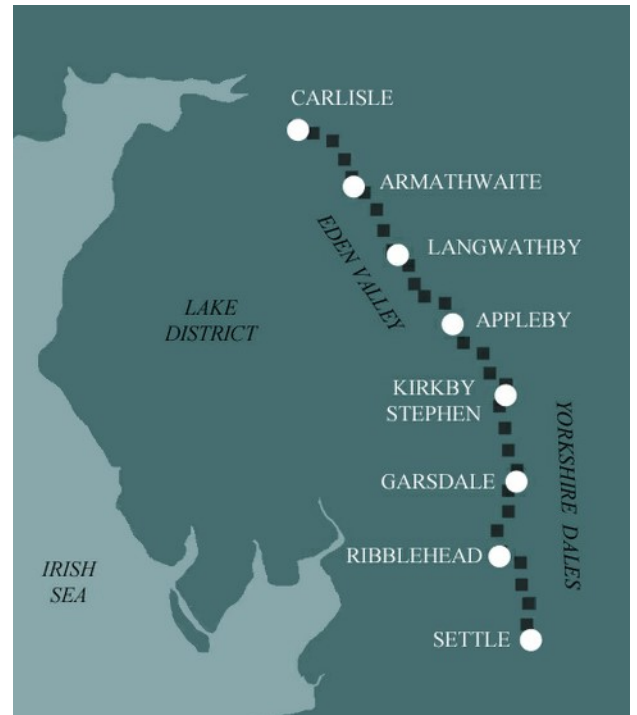 CARLISLE
ARMATHWAITE
LANGWATHBY
EDEN VALLEY
LAKE
DISTRICT
APPLEBY
KIRKBY
STEPHEN
YORKSHIRE DALES
GARSDALE
RIBBLEHEAD
IRISH
SEA
SETTLE